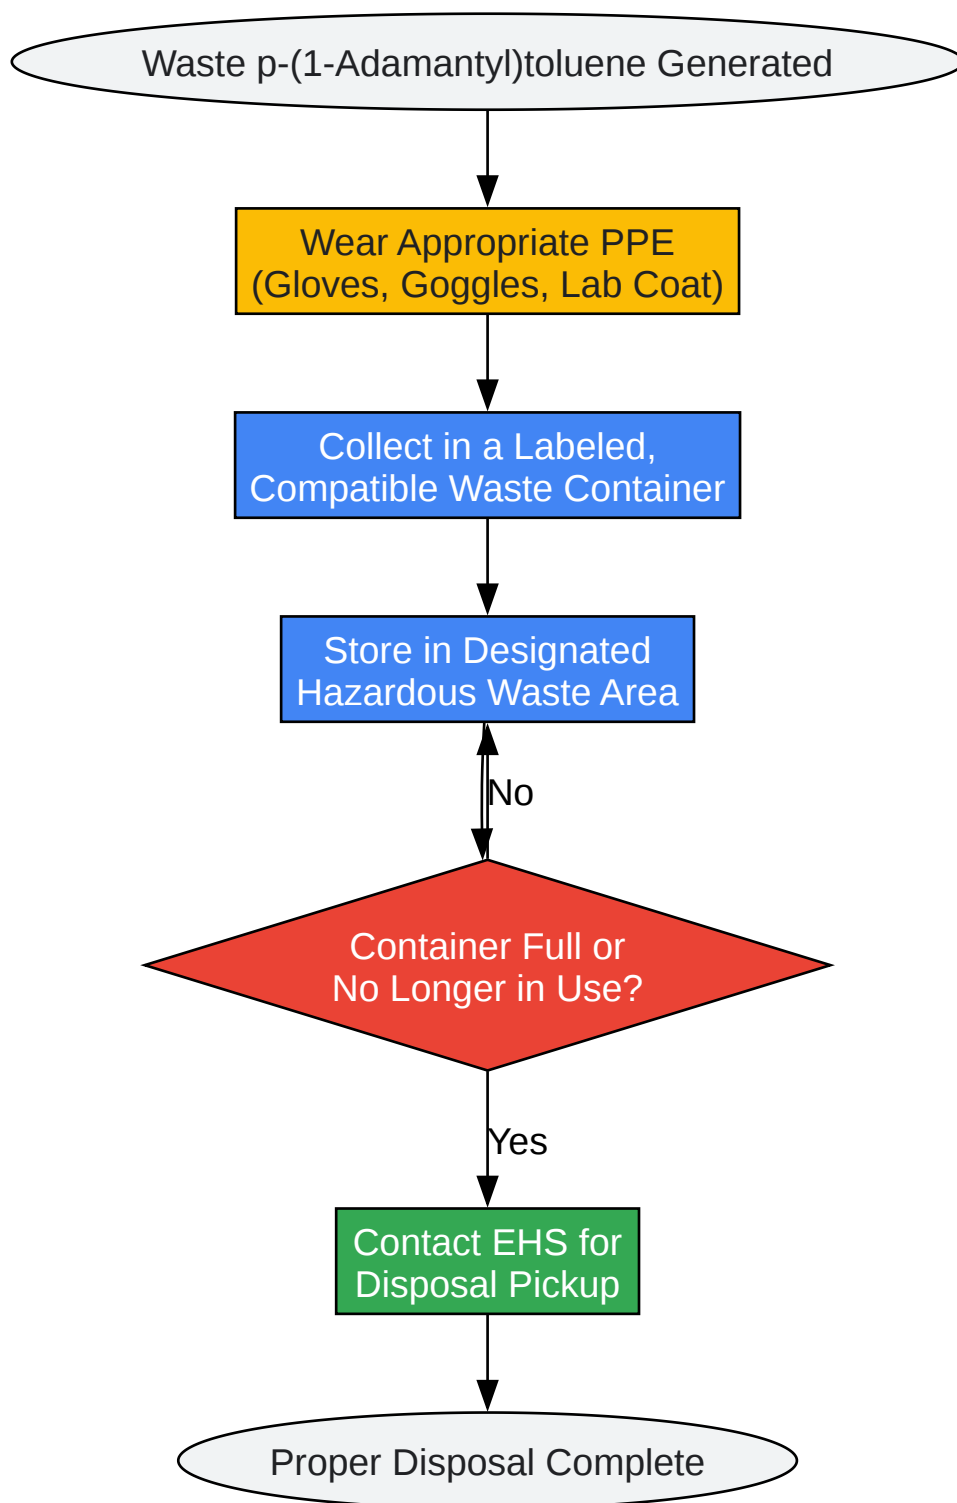 Waste p-(1-Adamantyl)toluene Generated
Wear Appropriate PPE
(Gloves, Goggles, Lab Coat)
Collect in a Labeled,
Compatible Waste Container
Store in Designated
Hazardous Waste Area
No
Container Full or
No Longer in Use?
Yes
Contact EHS for
Disposal Pickup
Proper Disposal Complete